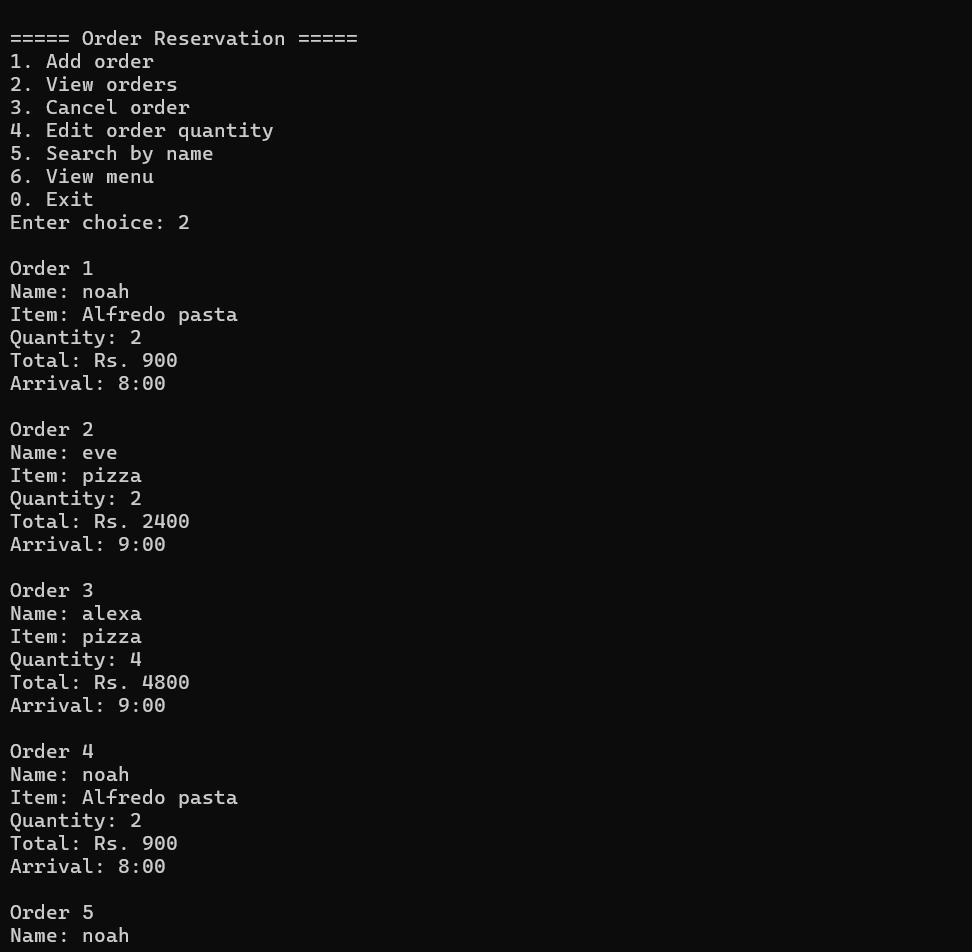 ===== Order Reservation =====
1. Add order
2. View orders
3. Cancel order
4. Edit order quantity
5. Search by name
6. View menu
0. Exit
Enter choice: 2
Order 1
Name: noah
Item: Alfredo pasta
Quantity: 2
Total: Rs. 900
Arrival: 8:00
Order 2
Name: eve
Item: pizza
Quantity: 2
Total: Rs. 2400
Arrival: 9:00
Order 3
Name: alexa
Item: pizza
Quantity: 4
Total: Rs. 4800
Arrival: 9:00
Order 4
Name: noah
Item: Alfredo pasta
Quantity: 2
Total: Rs. 900
Arrival: 8:00
Order 5
Name: noah